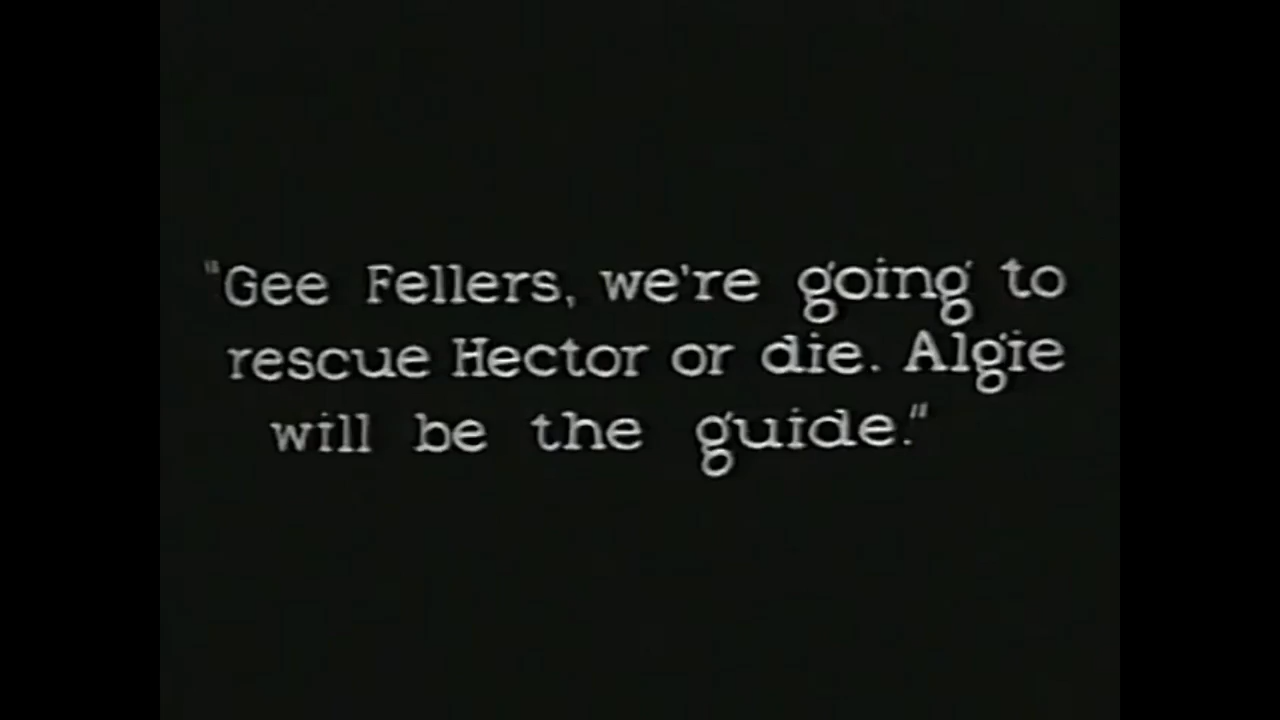 "Gee Fellers, we're going to
rescue Hector or die. Algie
will be the guide."